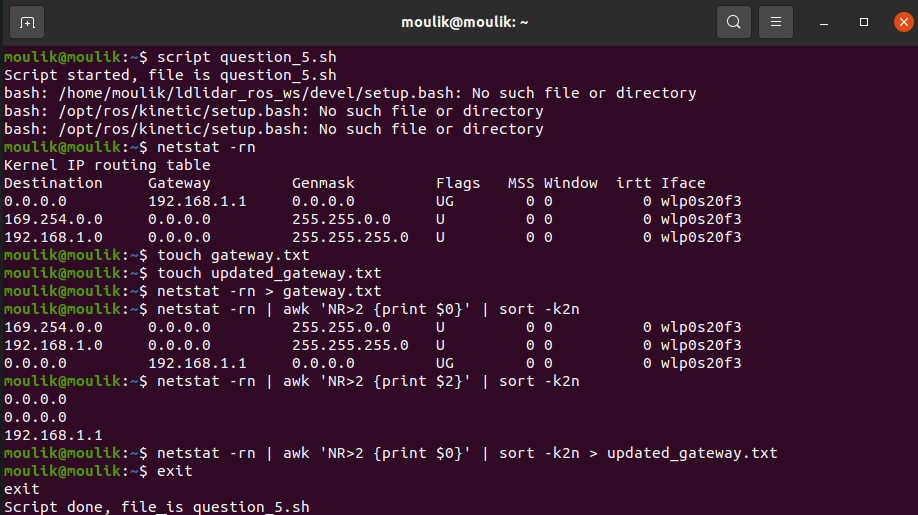 moulik@moulik: ~
moulik@moulik:~$ script question_5.sh
Script started, file is question_5.sh
bash: /home/moulik/ldlidar_ros_ws/devel/setup.bash: No such file or directory
bash: /opt/ros/kinetic/setup.bash: No such file or directory
bash: /opt/ros/kinetic/setup.bash: No such file or directory
moulik@moulik:~$ netstat -rn
Kernel IP routing table
Destination     Gateway         Genmask         Flags   MSS Window  irtt Iface
0.0.0.0         192.168.1.1     0.0.0.0         UG        0 0          0 wlp0s20f3
169.254.0.0     0.0.0.0         255.255.0.0     U         0 0          0 wlp0s20f3
192.168.1.0     0.0.0.0         255.255.255.0   U         0 0          0 wlp0s20f3
moulik@moulik:~$ touch gateway.txt
moulik@moulik:~$ touch updated_gateway.txt
moulik@moulik:~$ netstat -rn > gateway.txt
moulik@moulik:~$ netstat -rn | awk 'NR>2 {print $0}' | sort -k2n
169.254.0.0     0.0.0.0         255.255.0.0     U         0 0          0 wlp0s20f3
192.168.1.0     0.0.0.0         255.255.255.0   U         0 0          0 wlp0s20f3
0.0.0.0         192.168.1.1     0.0.0.0         UG        0 0          0 wlp0s20f3
moulik@moulik:~$ netstat -rn | awk 'NR>2 {print $2}' | sort -k2n
0.0.0.0
0.0.0.0
192.168.1.1
moulik@moulik:~$ netstat -rn | awk 'NR>2 {print $0}' | sort -k2n > updated_gateway.txt
moulik@moulik:~$ exit
exit
Script done, file is question_5.sh